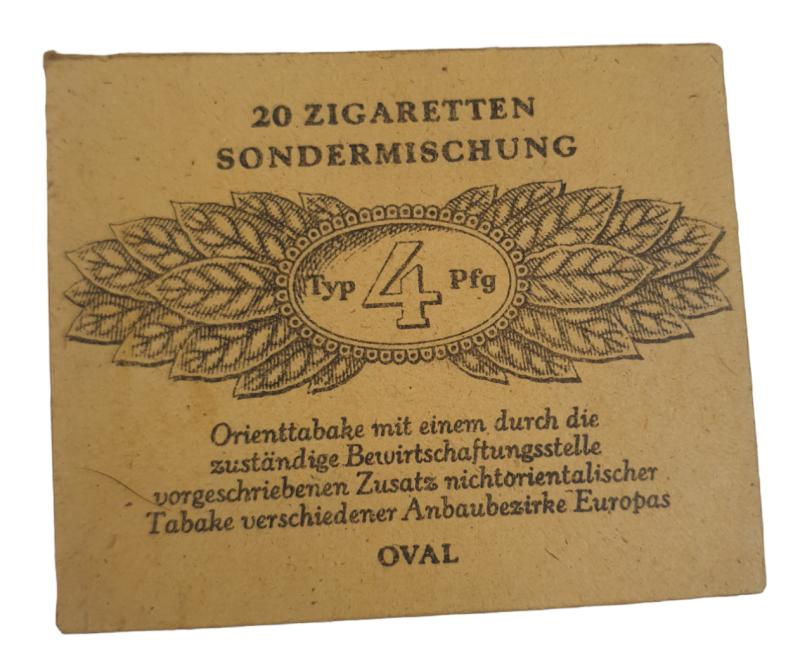 20 ZIGARETTEN
SONDERMISCHUNG
Typ 4 Pfg
Orienttabake mit einem durch die
zuständige Bewirtschaftungsstelle
vorgeschriebenen Zusatz nichtorientalischer
Tabake verschiedener Anbaubezirke Europas
OVAL